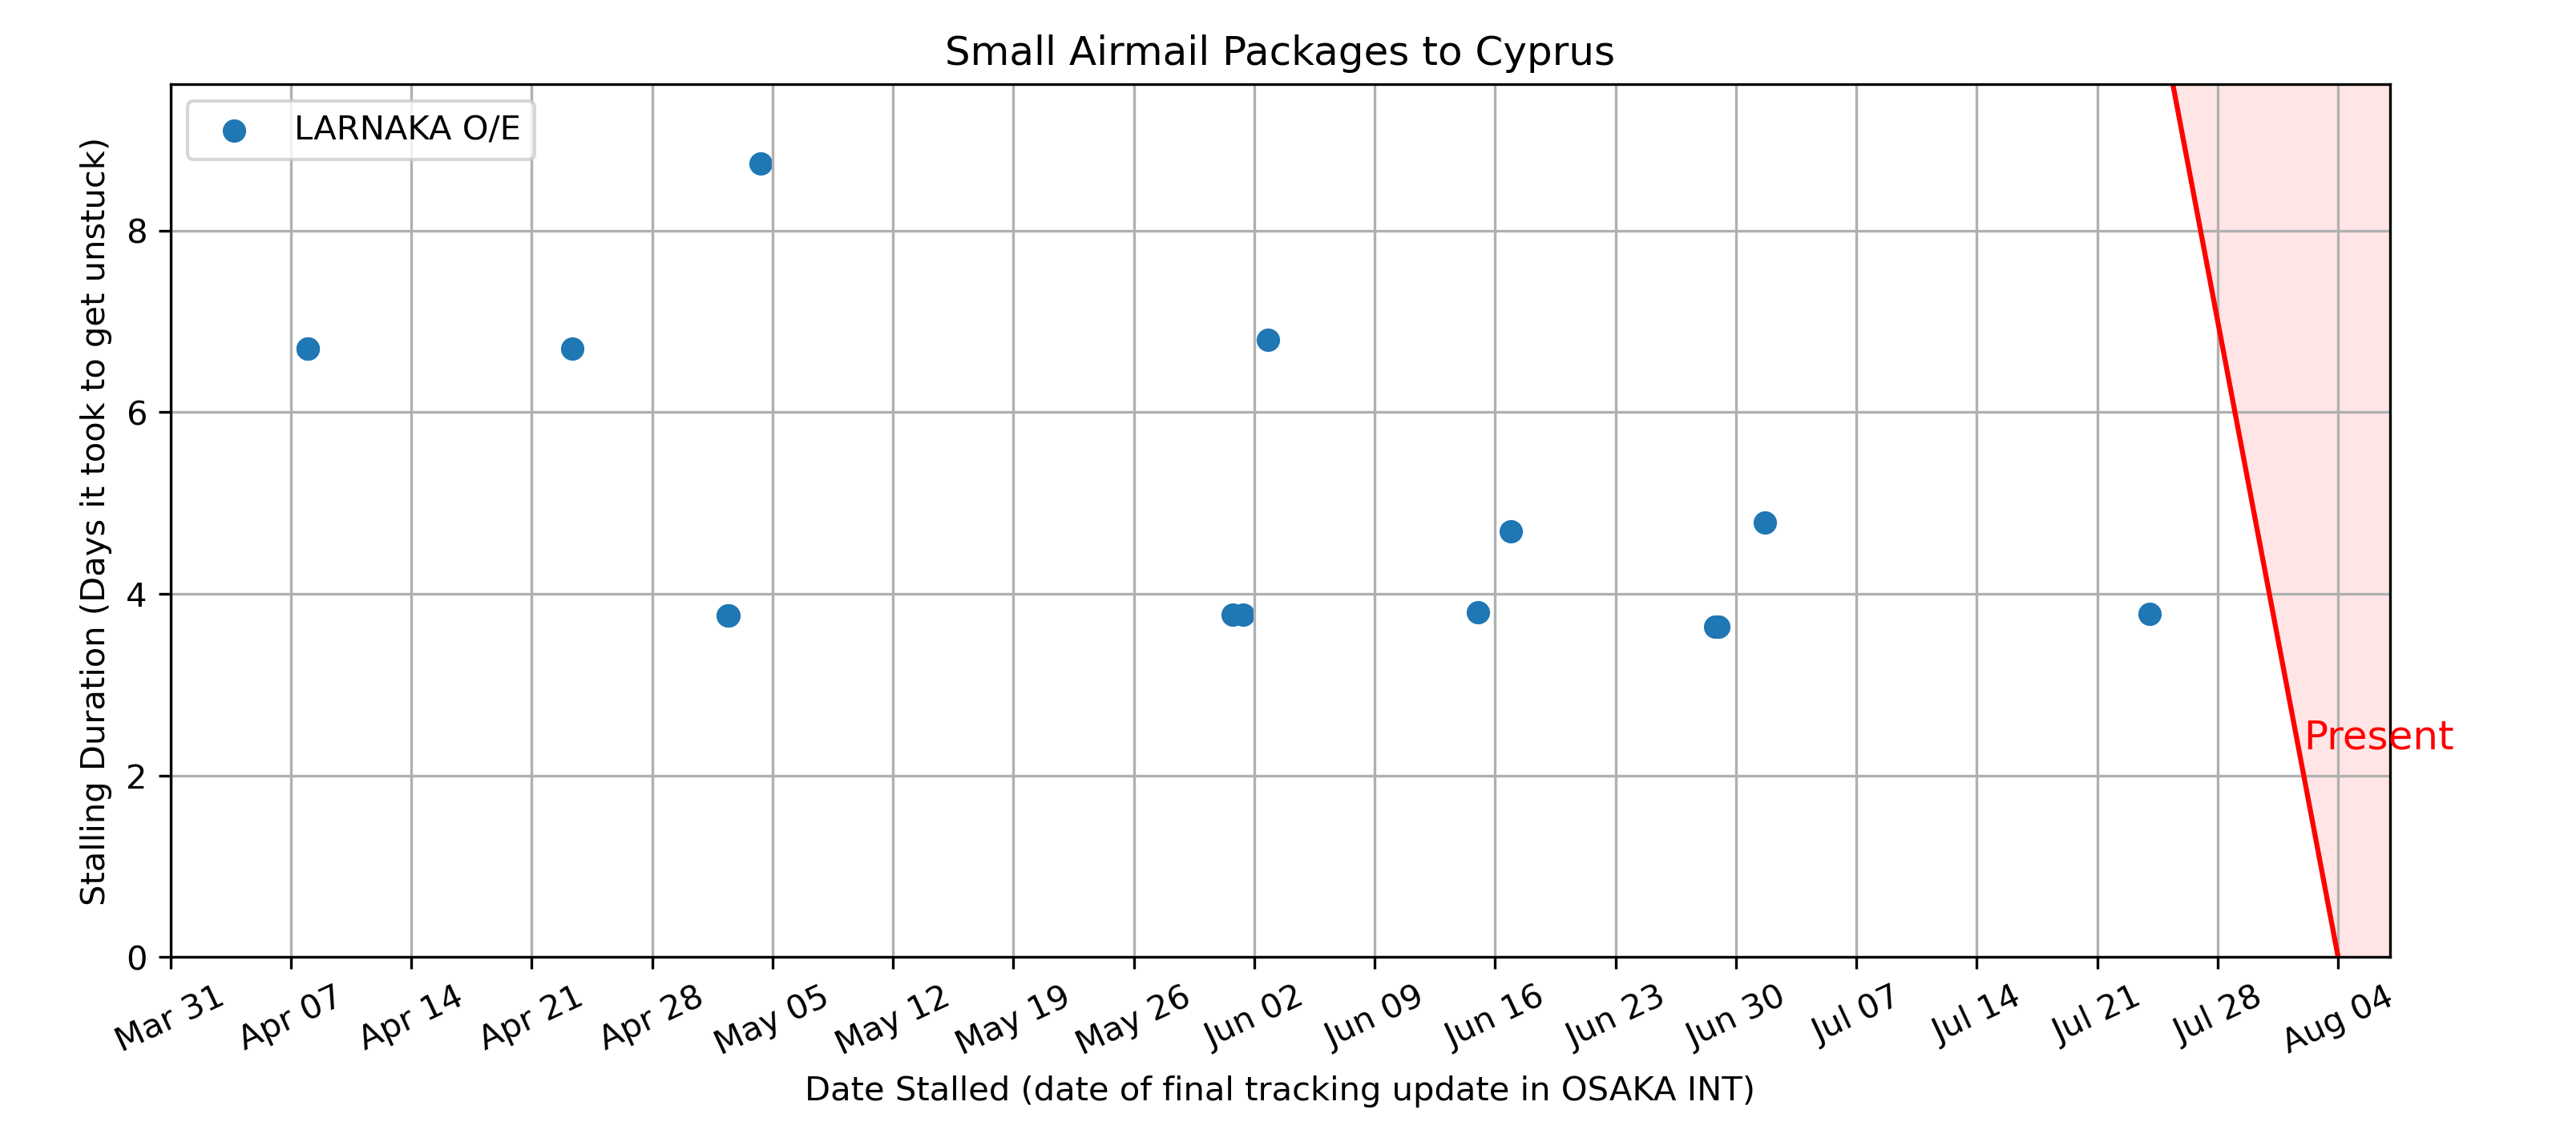 Small Airmail Packages to Cyprus
LARNAKA O/E
Stalling Duration (Days it took to get unstuck)
8
6
4
2
0
Present
Mar 31
Apr 07
Apr 14
Apr 21
Apr 28
May 05
May 12
May 19
May 26
Jun 02
Jun 09
Jun 16
Jun 23
Jun 30
Jul 07
Jul 14
Jul 21
Jul 28
Aug 04
Date Stalled (date of final tracking update in OSAKA INT)